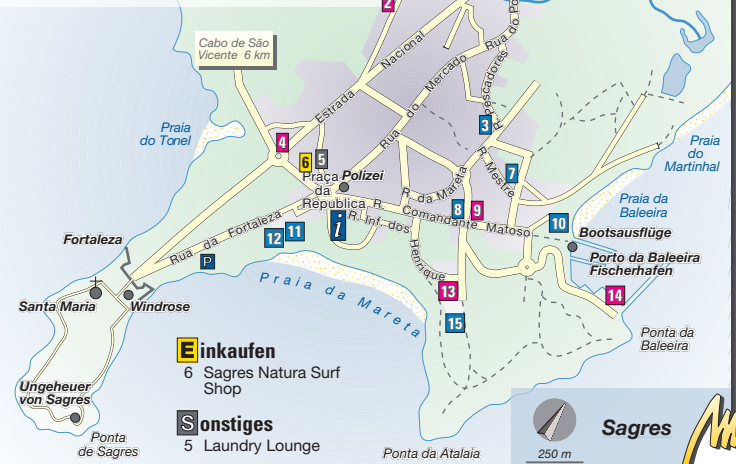 2
Cabo de São
Vicente 6 km
Estrada Nacional
Rua do Mercado
Rua do Po
R. Pescadores
Praia
do Tonel
4
6
5
3
Praia
do
Martinhal
Praça
da
República
Polizei
R. Mestre
7
R. da Mareta
Praia da
Baleeira
8
9
R. Comandante Matoso
10
Bootsausflüge
Rua da Fortaleza
i
R. Inf. dos
Henrique
12
11
Fortaleza
P
Porto da Baleeira
Fischerhafen
Praia da Mareta
Santa Maria
Windrose
13
14
15
Ponta da
Baleeira
Einkaufen
6 Sagres Natura Surf
Shop
Ungeheuer
von Sagres
Sonstiges
5 Laundry Lounge
Ponta
de Sagres
Ponta da Atalaia
250 m
Sagres